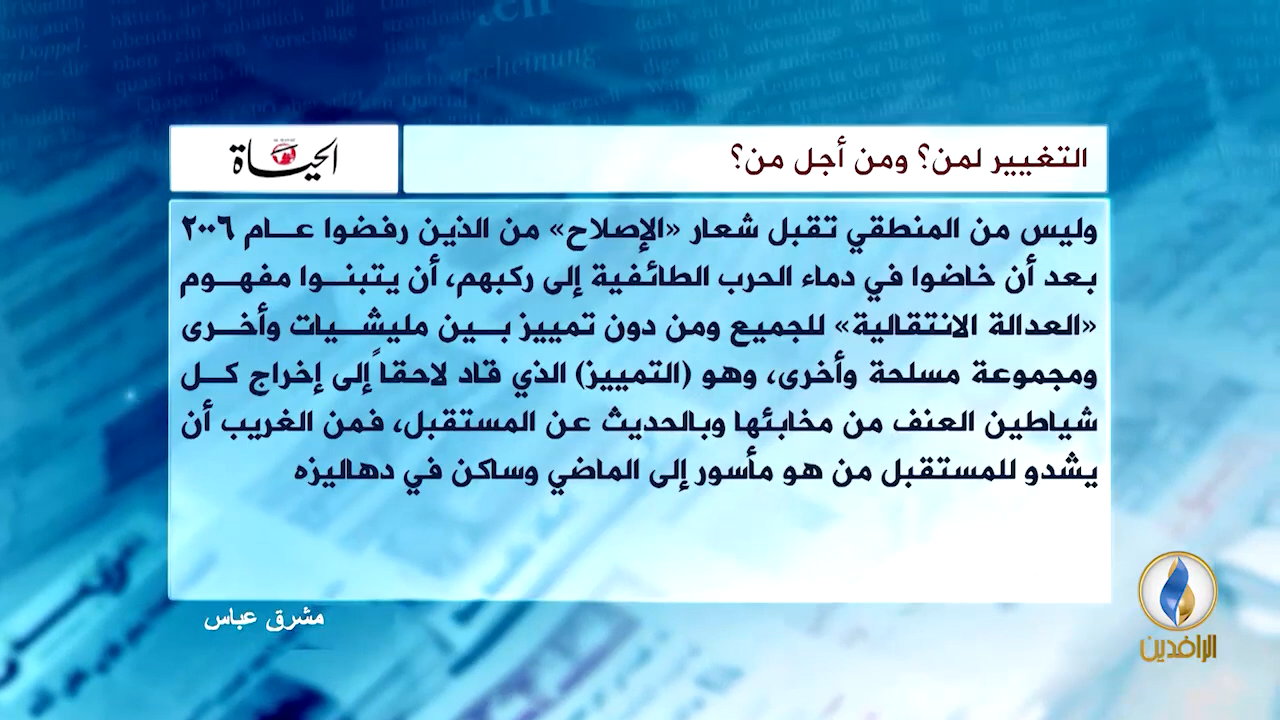 التغيير لمن؟ ومن أجل من؟
الحياة
وليس من المنطقي تقبل شعار «الإصلاح» من الذين رفضوا عام ٢٠٠٦
بعد أن خاضوا في دماء الحرب الطائفية إلى ركبهم، أن يتبنوا مفهوم
«العدالة الانتقالية» للجميع ومن دون تمييز بين مليشيات وأخرى
ومجموعة مسلحة وأخرى، وهو (التمييز) الذي قاد لاحقاً إلى إخراج كل
شياطين العنف من مخابئها وبالحديث عن المستقبل، فمن الغريب أن
يشدو للمستقبل من هو مأسور إلى الماضي وساكن في دهاليزه
مشرق عباس
الرافدين